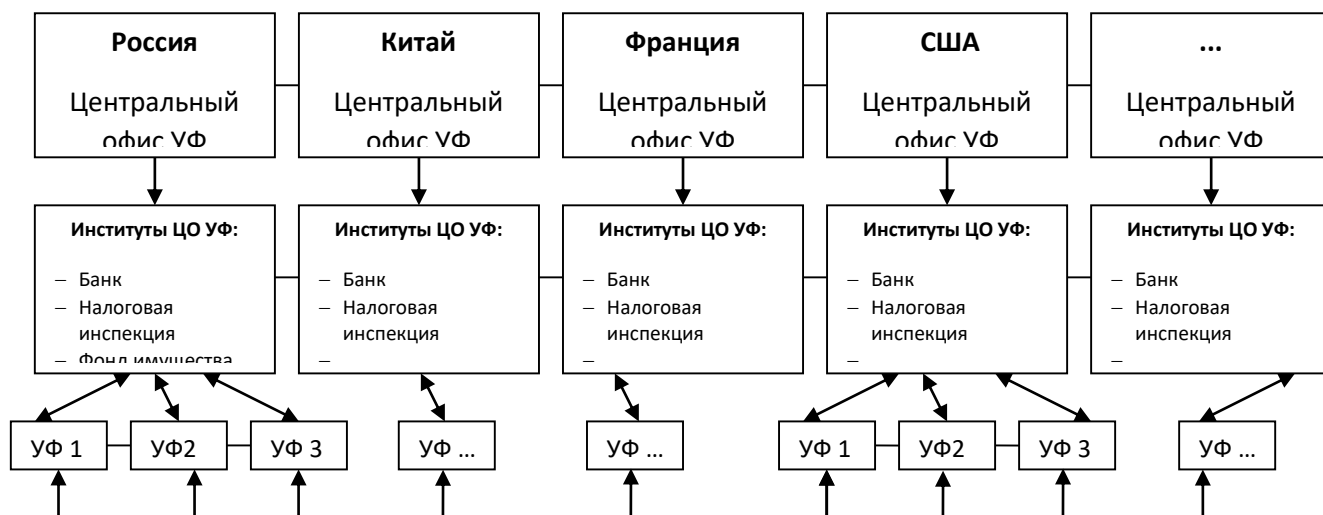 Россия
Центральный
офис УФ
Китай
Центральный
офис УФ
Франция
Центральный
офис УФ
США
Центральный
офис УФ
...
Центральный
офис УФ
Институты ЦО УФ:
– Банк
– Налоговая
инспекция
– Фонд имущества
Институты ЦО УФ:
– Банк
– Налоговая
инспекция
–
Институты ЦО УФ:
– Банк
– Налоговая
инспекция
–
Институты ЦО УФ:
– Банк
– Налоговая
инспекция
–
Институты ЦО УФ:
– Банк
– Налоговая
инспекция
–
УФ 1
УФ2
УФ 3
УФ ...
УФ ...
УФ 1
УФ2
УФ 3
УФ ...